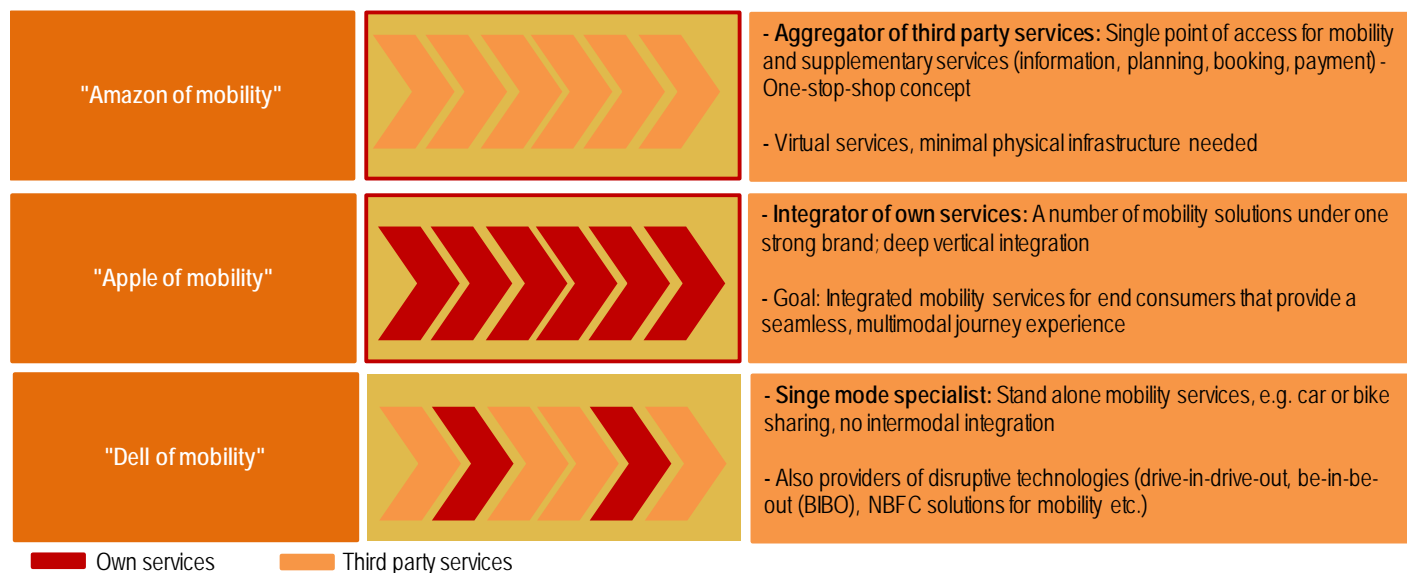 "Amazon of mobility"
- Aggregator of third party services: Single point of access for mobility
and supplementary services (information, planning, booking, payment) -
One-stop-shop concept
- Virtual services, minimal physical infrastructure needed
"Apple of mobility"
- Integrator of own services: A number of mobility solutions under one
strong brand; deep vertical integration
- Goal: Integrated mobility services for end consumers that provide a
seamless, multimodal journey experience
"Dell of mobility"
- Singe mode specialist: Stand alone mobility services, e.g. car or bike
sharing, no intermodal integration
- Also providers of disruptive technologies (drive-in-drive-out, be-in-be-
out (BIBO), NBFC solutions for mobility etc.)
Own services
Third party services